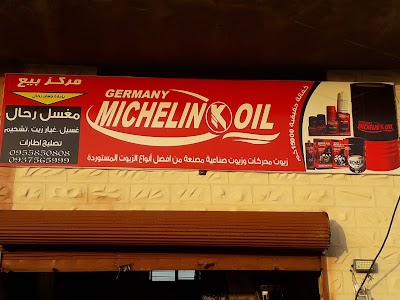 مركز بيع
مغسل رحال
غسيل .غيار زيت .تشحيم
تصليح اطارات
0955850808
0937565999
GERMANY
MICHELIN K OIL
زيوت محركات وزيوت صناعية مصنعة من افضل أنواع الزيوت المستوردة